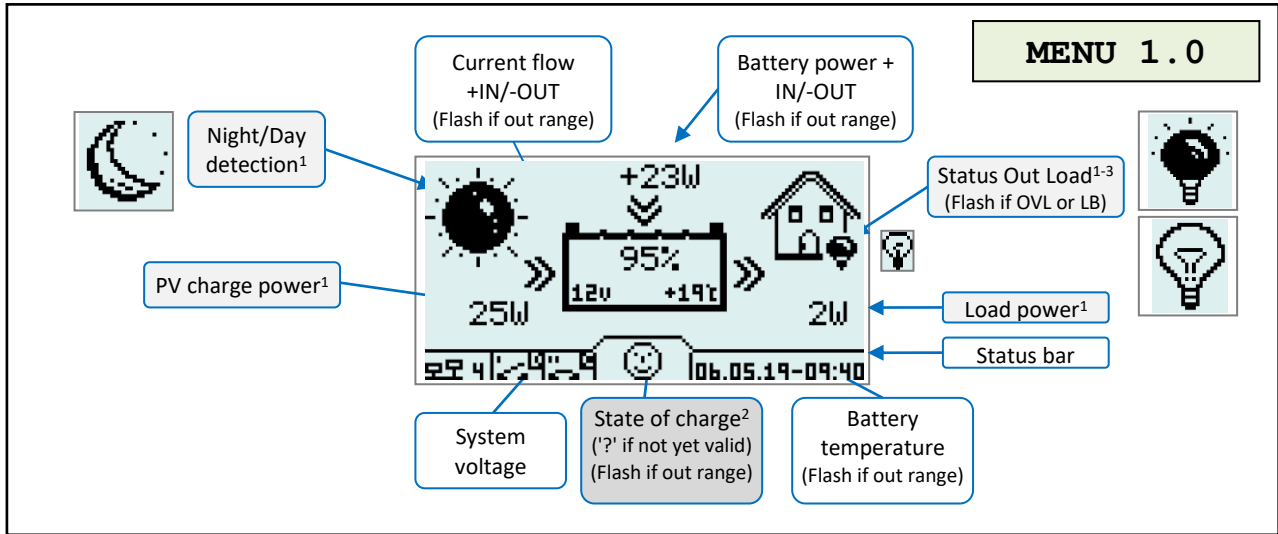 MENU 1.0
Current flow
+IN/-OUT
(Flash if out range)
Battery power +
IN/-OUT
(Flash if out range)
Night/Day
detection1
Status Out Load1-3
(Flash if OVL or LB)
PV charge power1
+23W
95%
12v +19℃
25W
2W
Load power1
Status bar
4
06.05.19-09:40
System
voltage
State of charge2
('?' if not yet valid)
(Flash if out range)
Battery
temperature
(Flash if out range)